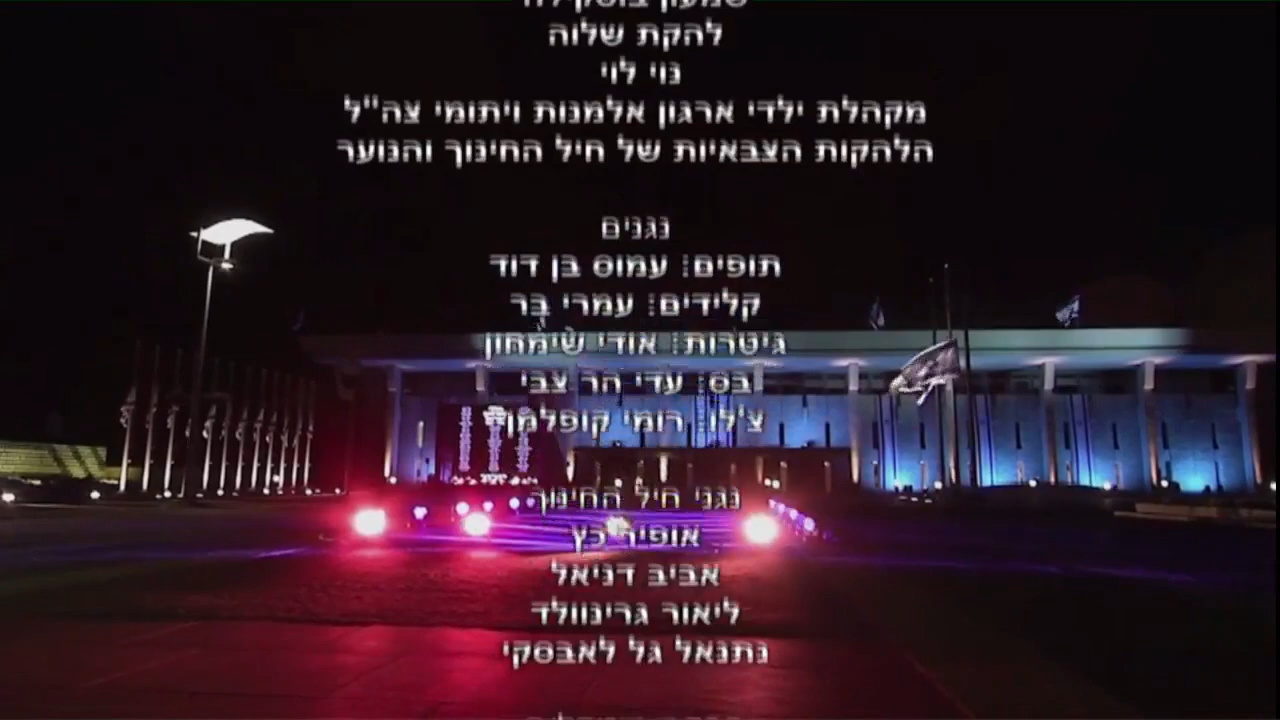 להקת שלוה
נוי לוי
מקהלת ילדי ארגון אלמנות ויתומי צה"ל
הלהקות הצבאיות של חיל החינוך והנוער
נגנים
תופים: עמוס בן דוד
קלידים: עמרי בר
גיטרות: אודי שימחון
בס: עדי הר צבי
צ'לו: רומי קופלמן
נגני חיל החינוך
אופיר כץ
אביב דניאל
ליאור גרינוולד
נתנאל גל לאבסקי